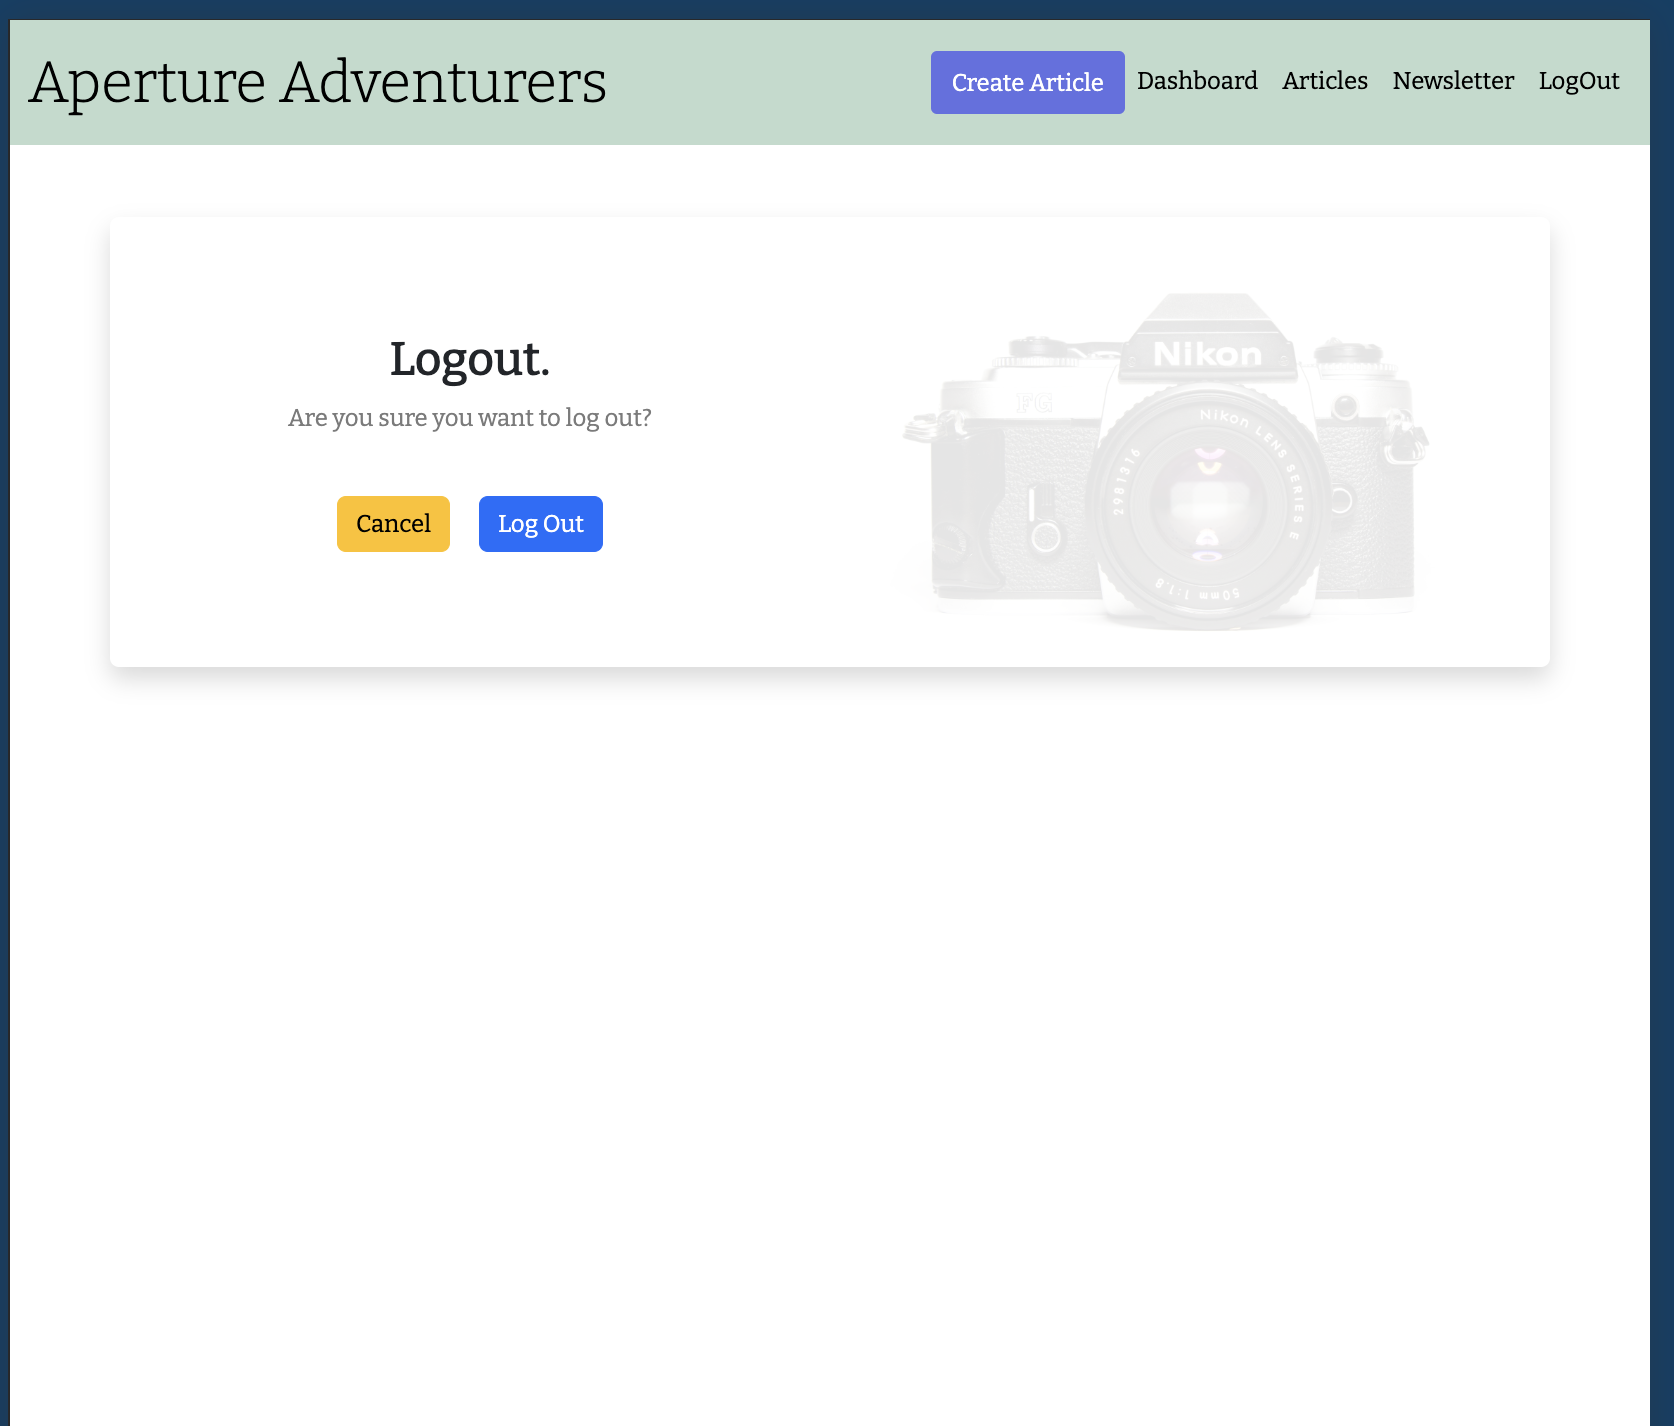 Aperture Adventurers
Create Article Dashboard Articles Newsletter LogOut
Logout.
Are you sure you want to log out?
Cancel Log Out
Nikon
FG
Nikon LENS SERIES E
50mm 1:1.8
2981316